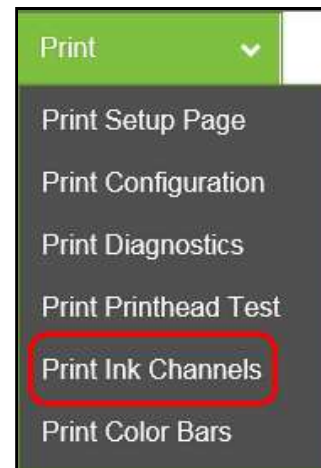 Print
Print Setup Page
Print Configuration
Print Diagnostics
Print Printhead Test
Print Ink Channels
Print Color Bars